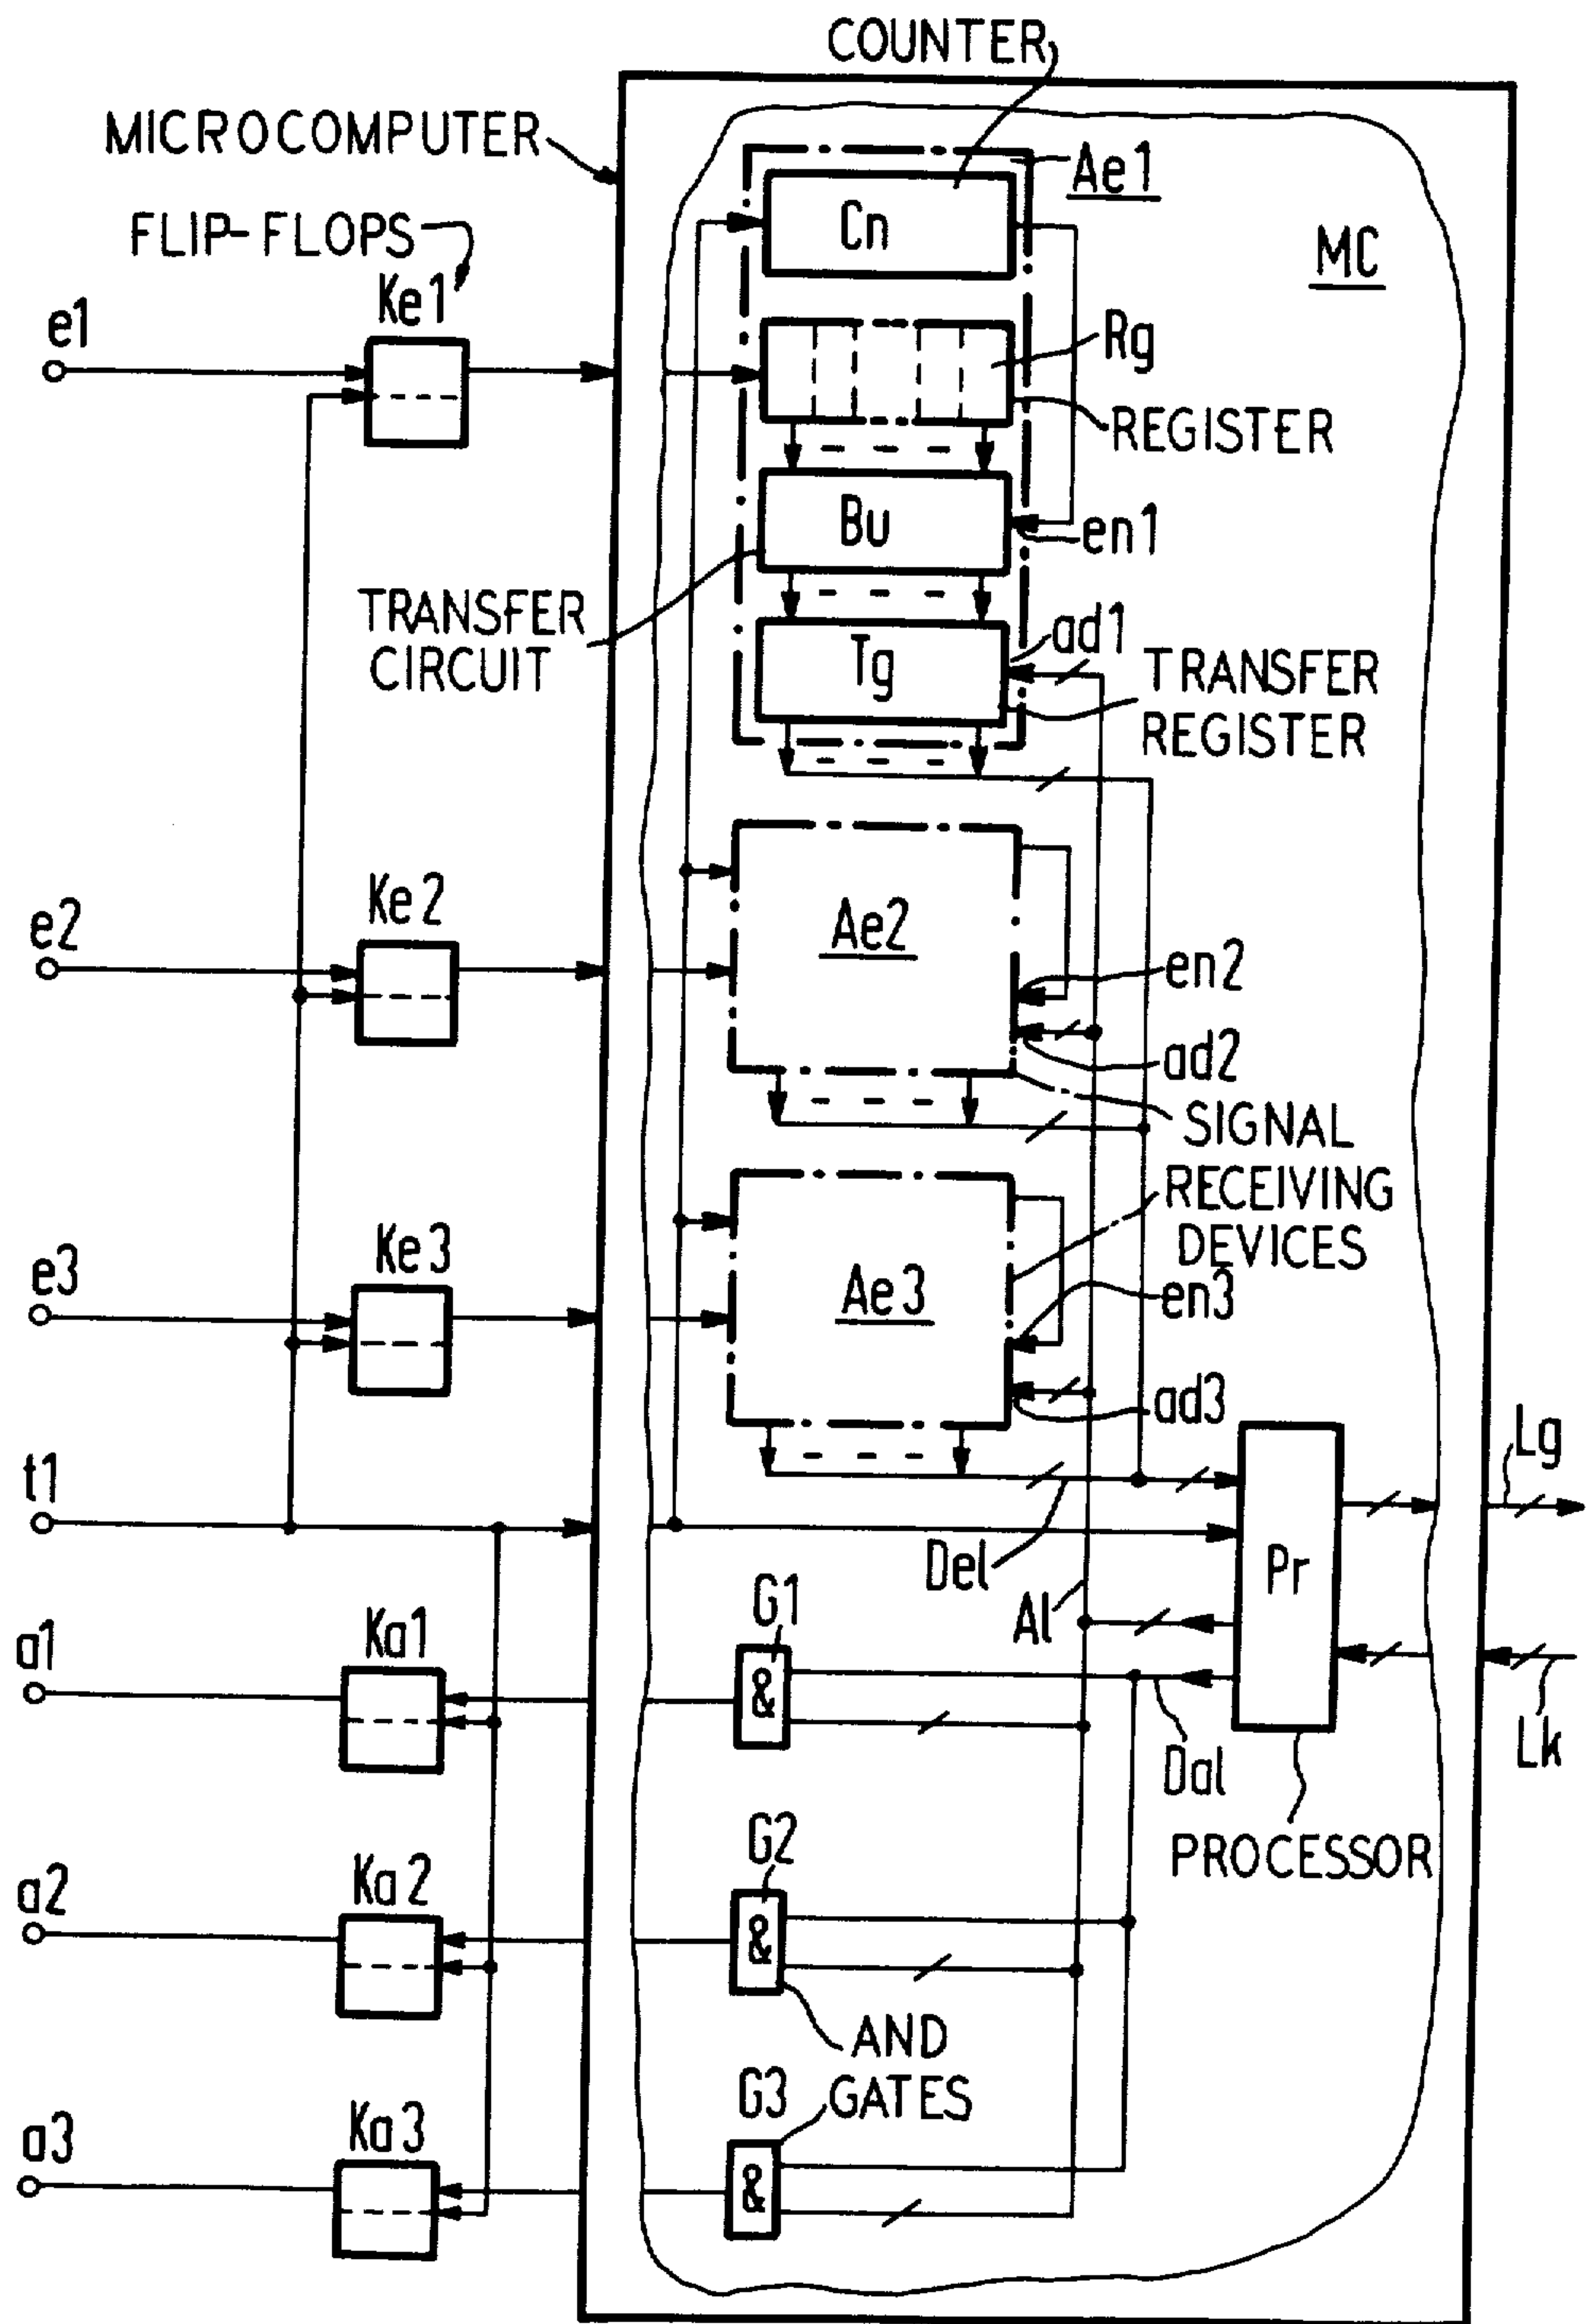 COUNTER
MICROCOMPUTER
Ae1
FLIP-FLOPS
Cn
MC
Ke1
e1
Rg
REGISTER
Bu
en1
TRANSFER
CIRCUIT
ad1
Tg
TRANSFER
REGISTER
Ke2
e2
Ae2
en2
ad2
SIGNAL
RECEIVING
DEVICES
Ke3
e3
Ae3
en3
ad3
Lg
t1
Del
Pr
G1
Al
Ka1
a1
&
Dal
Lk
G2
PROCESSOR
Ka2
a2
&
AND
GATES
G3
Ka3
a3
&